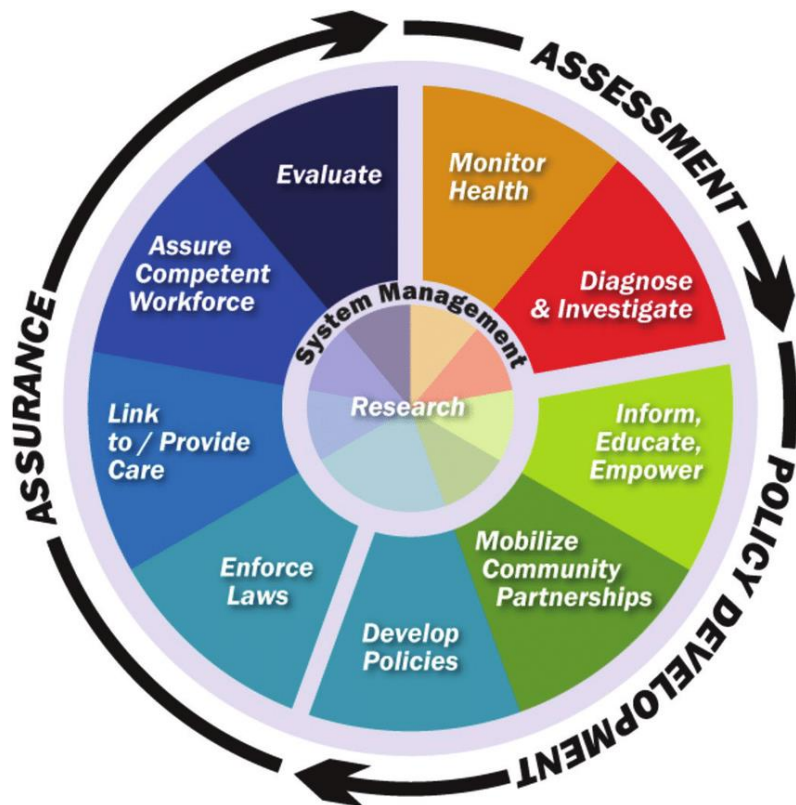 ASSESSMENT
POLICY DEVELOPMENT
ASSURANCE
Monitor
Health
Diagnose
& Investigate
Inform,
Educate,
Empower
Mobilize
Community
Partnerships
Develop
Policies
Enforce
Laws
Link
to / Provide
Care
Assure
Competent
Workforce
Evaluate
System Management
Research